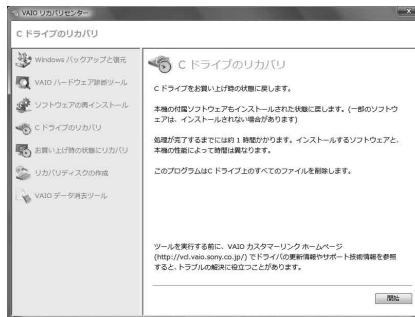 VAIO リカバリセンター
C ドライブのリカバリ
Windows バックアップと復元
VAIO ハードウェア診断ツール
ソフトウェアの再インストール
C ドライブのリカバリ
お買い上げ時の状態にリカバリ
リカバリディスクの作成
VAIO データ消去ツール
C ドライブのリカバリ
C ドライブをお買い上げ時の状態に戻します。
本機の付属ソフトウェアもインストールされた状態に戻します。(一部のソフトウ
ェアは、インストールされない場合があります)
処理が完了するまでには約 1 時間かかります。インストールするソフトウェアと、
本機の性能によって時間は異なります。
このプログラムはC ドライブ上のすべてのファイルを削除します。
ツールを実行する前に、VAIO カスタマーリンク ホームページ
(http://vcl.vaio.sony.co.jp/) でドライバの更新情報やサポート技術情報を参照
すると、トラブルの解決に役立つことがあります。
開始